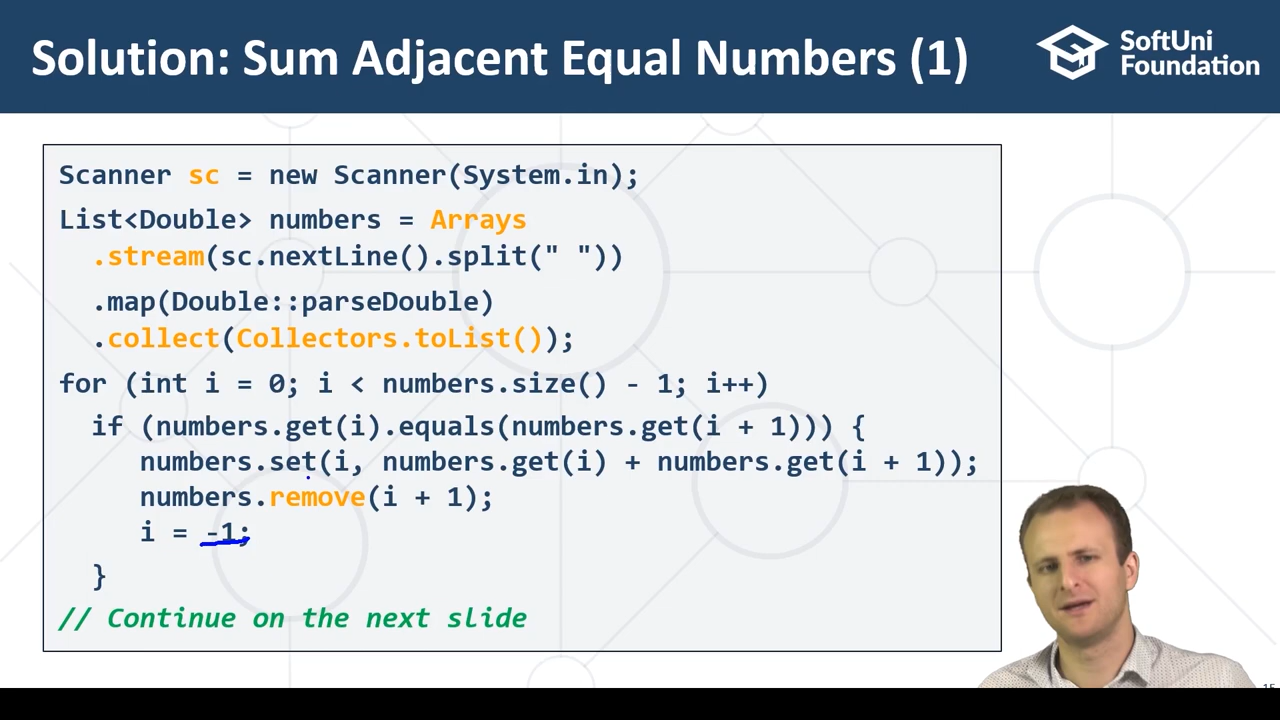 Solution: Sum Adjacent Equal Numbers (1)
SoftUni
Foundation
Scanner sc = new Scanner(System.in);
List<Double> numbers = Arrays
.stream(sc.nextLine().split(" "))
.map(Double::parseDouble)
.collect(Collectors.toList());
for (int i = 0; i < numbers.size() - 1; i++)
if (numbers.get(i).equals(numbers.get(i + 1))) {
numbers.set(i, numbers.get(i) + numbers.get(i + 1));
numbers.remove(i + 1);
i = -1;
}
// Continue on the next slide